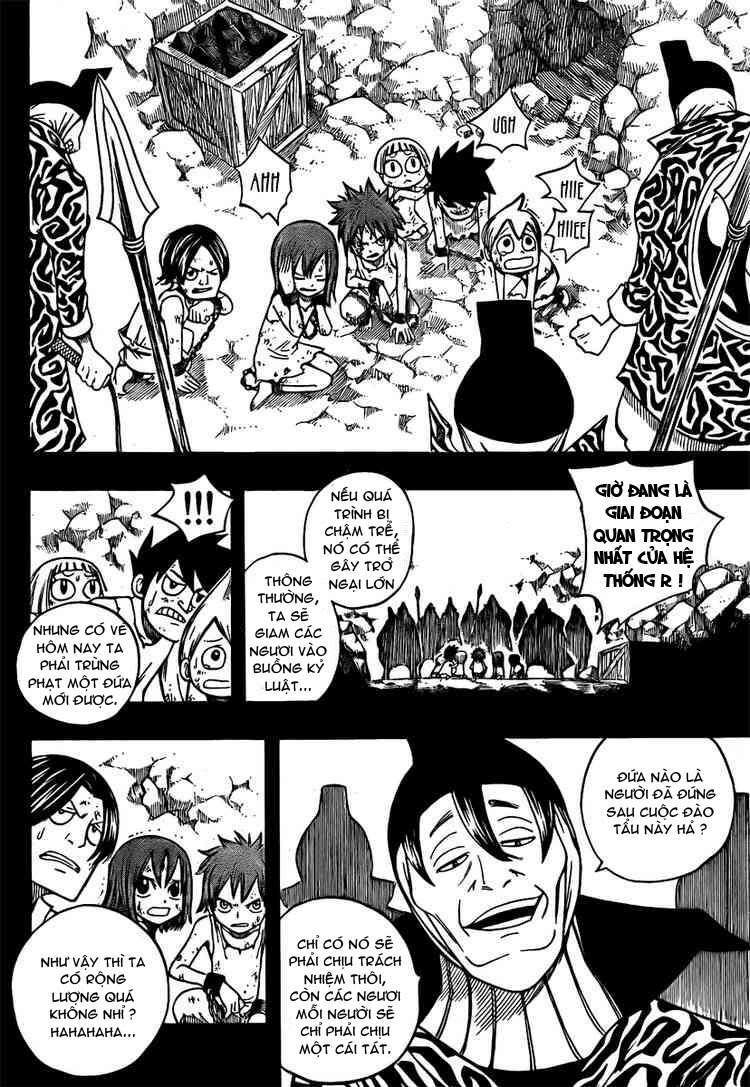 AHH
UGH
HIIE
HIIEE
GIỜ ĐANG LÀ
GIAI ĐOẠN
QUAN TRỌNG
NHẤT CỦA HỆ
THỐNG R !
NẾU QUÁ
TRÌNH BỊ
CHẬM TRỄ,
NÓ CÓ THỂ
GÂY TRỞ
NGẠI LỚN
THÔNG
THƯỜNG,
TA SẼ
GIAM CÁC
NGƯƠI VÀO
BUỒNG KỶ
LUẬT...
!!!
NHƯNG CÓ VẺ
HÔM NAY TA
PHẢI TRỪNG
PHẠT MỘT ĐỨA
MỚI ĐƯỢC.
ĐỨA NÀO LÀ
NGƯỜI ĐÃ ĐỨNG
SAU CUỘC ĐÀO
TẨU NÀY HẢ ?
CHỈ CÓ NÓ SẼ
PHẢI CHỊU TRÁCH
NHIỆM THÔI,
CÒN CÁC NGƯƠI
MỖI NGƯỜI SẼ
CHỈ PHẢI CHỊU
MỘT CÁI TÁT.
NHƯ VẬY THÌ TA
CÓ RỘNG
LƯỢNG QUÁ
KHÔNG NHỈ ?
HAHAHAHA...